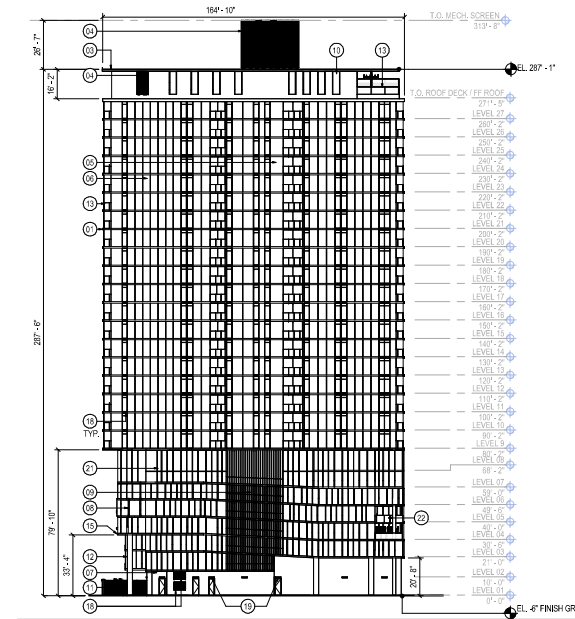 164' - 10"
T.O. MECH. SCREEN
313' - 8"
26' - 7"
04
03
10
13
EL. 287' - 1"
04
16' - 2"
T.O. ROOF DECK / FF ROOF
271' - 5"
LEVEL 27
260' - 2"
LEVEL 26
250' - 2"
LEVEL 25
05
240' - 2"
LEVEL 24
06
230' - 2"
LEVEL 23
220' - 2"
LEVEL 22
13
210' - 2"
LEVEL 21
01
200' - 2"
LEVEL 20
190' - 2"
LEVEL 19
180' - 2"
LEVEL 18
170' - 2"
LEVEL 17
287' - 6"
160' - 2"
LEVEL 16
150' - 2"
LEVEL 15
140' - 2"
LEVEL 14
130' - 2"
LEVEL 13
120' - 2"
LEVEL 12
110' - 2"
LEVEL 11
18
TYP.
100' - 2"
LEVEL 10
90' - 2"
LEVEL 9
80' - 2"
LEVEL 08
21
68' - 2"
LEVEL 07
09
59' - 0"
LEVEL 06
08
49' - 6"
LEVEL 05
22
79' - 10"
15
40' - 0"
LEVEL 04
30' - 6"
LEVEL 03
12
33' - 4"
21' - 0"
LEVEL 02
07
20' - 8"
11
10' - 0"
LEVEL 01
0' - 0"
18
19
EL. -6" FINISH GR